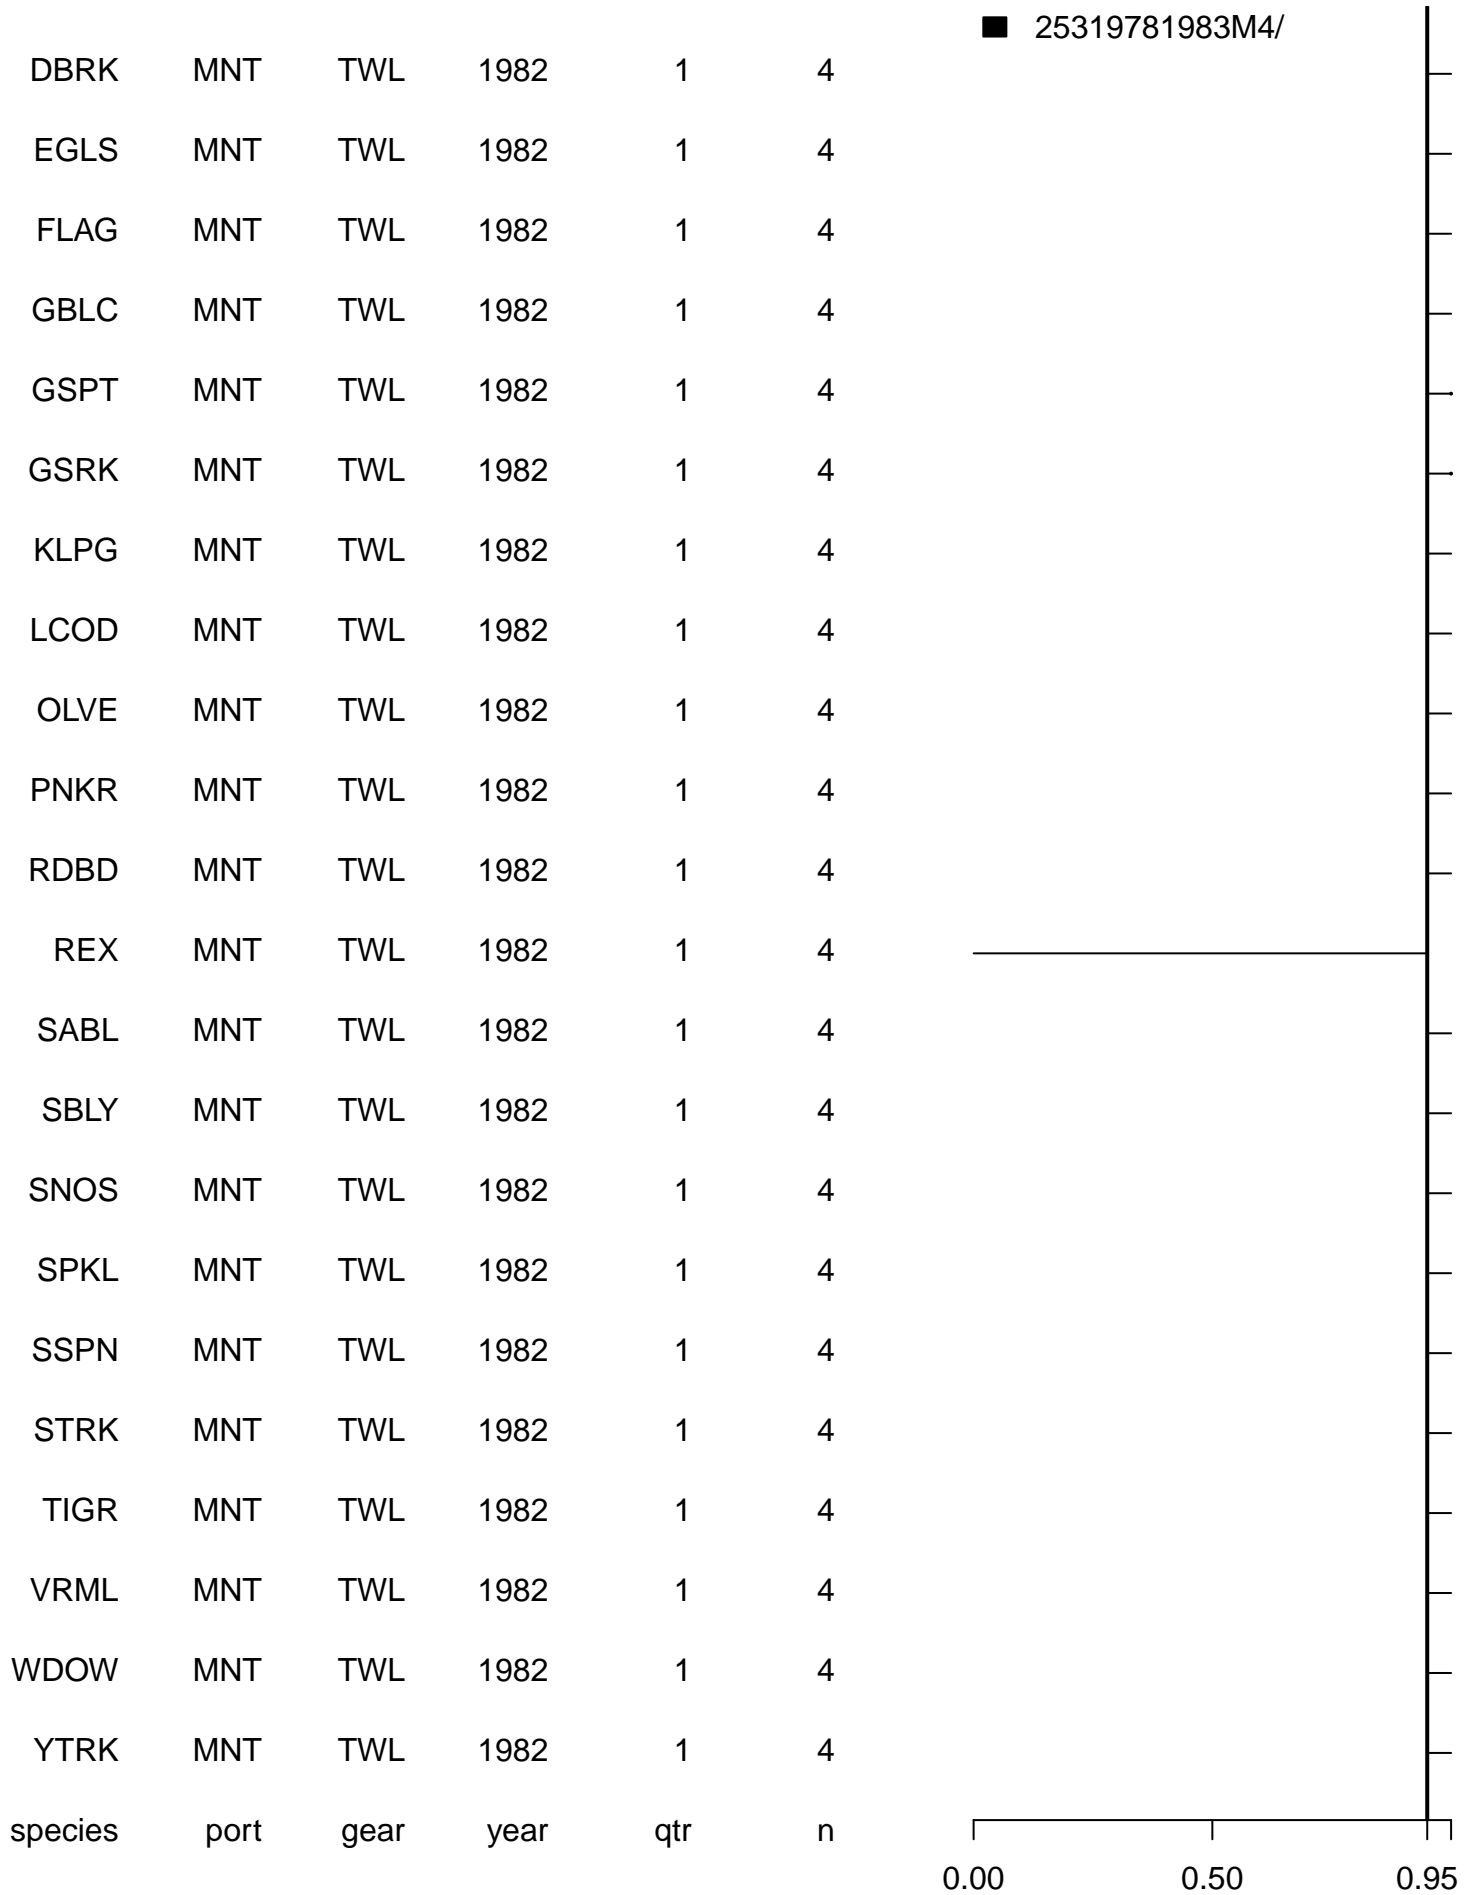 25319781983M4/
DBRK MNT TWL 1982 1 4
EGLS MNT TWL 1982 1 4
FLAG MNT TWL 1982 1 4
GBLC MNT TWL 1982 1 4
GSPT MNT TWL 1982 1 4
GSRK MNT TWL 1982 1 4
KLPG MNT TWL 1982 1 4
LCOD MNT TWL 1982 1 4
OLVE MNT TWL 1982 1 4
PNKR MNT TWL 1982 1 4
RDBD MNT TWL 1982 1 4
REX MNT TWL 1982 1 4
SABL MNT TWL 1982 1 4
SBLY MNT TWL 1982 1 4
SNOS MNT TWL 1982 1 4
SPKL MNT TWL 1982 1 4
SSPN MNT TWL 1982 1 4
STRK MNT TWL 1982 1 4
TIGR MNT TWL 1982 1 4
VRML MNT TWL 1982 1 4
WDOW MNT TWL 1982 1 4
YTRK MNT TWL 1982 1 4
species port gear year qtr n
0.00 0.50 0.95